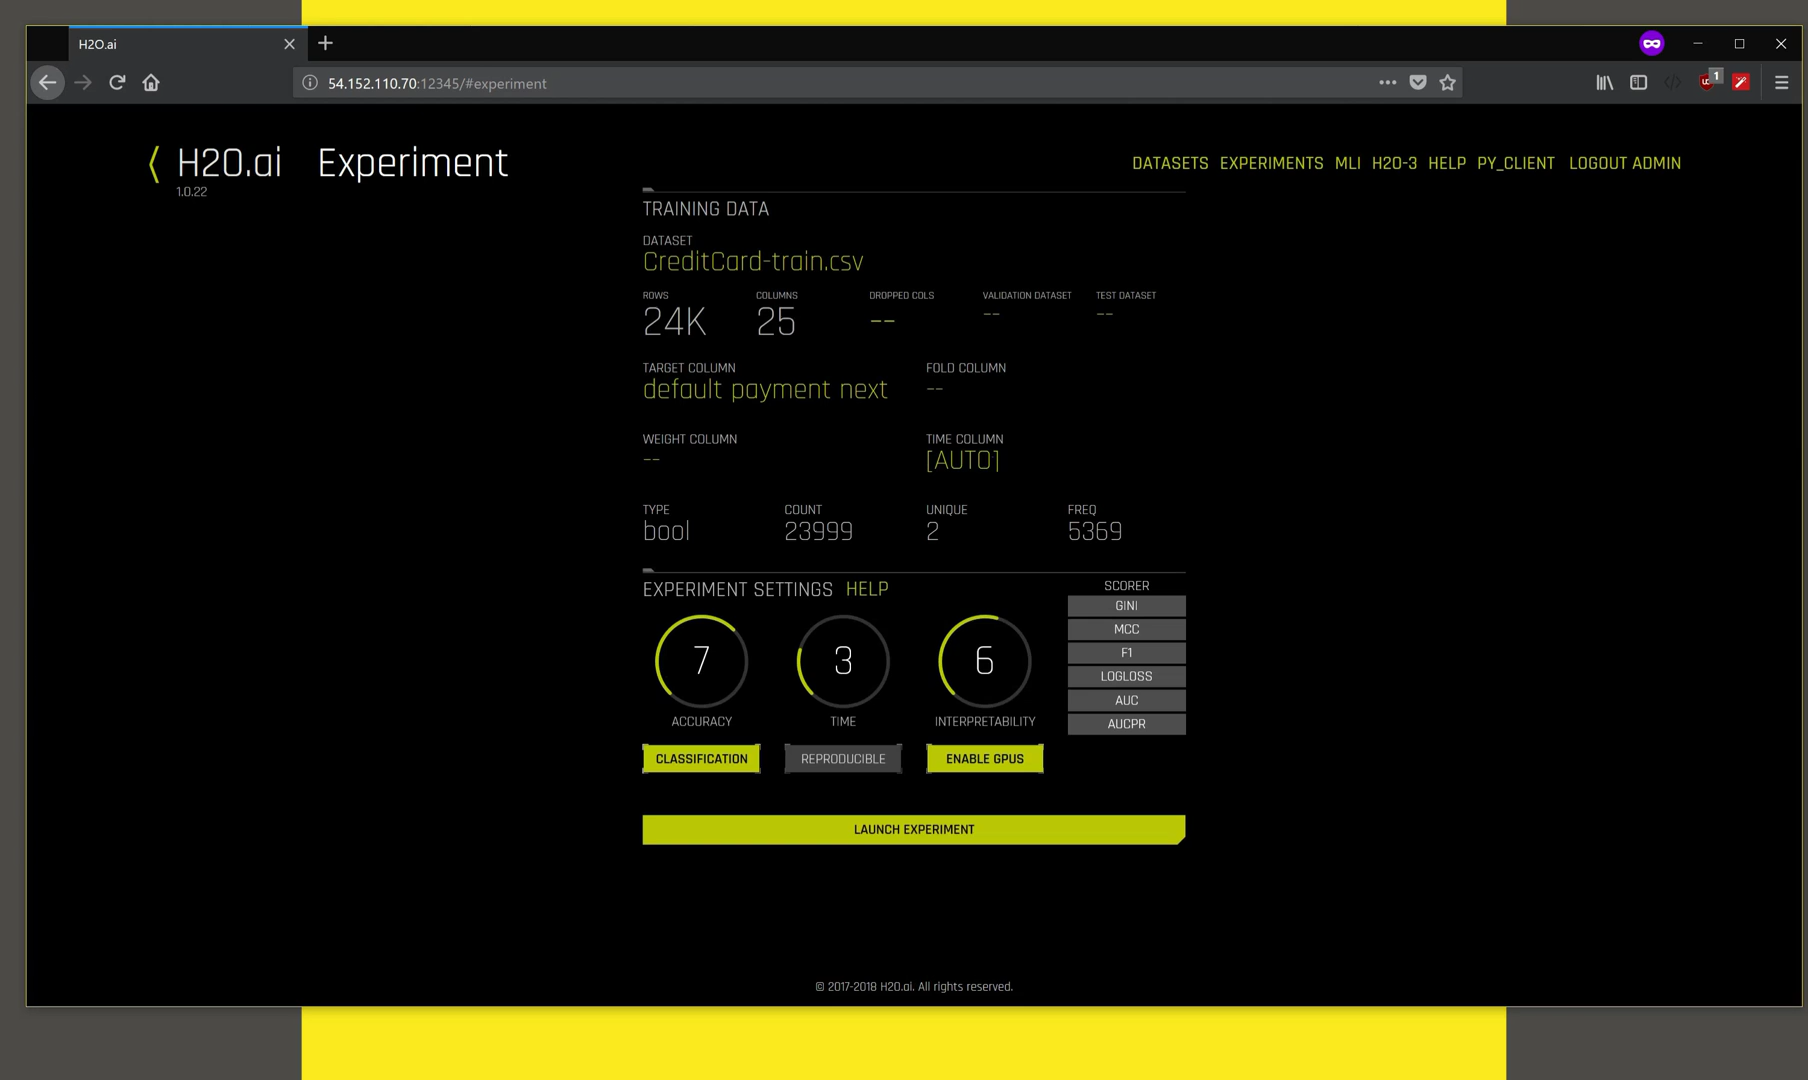 H2O.ai
54.152.110.70:12345/#experiment
1
H2O.ai Experiment
1.0.22
DATASETS EXPERIMENTS MLI H2O-3 HELP PY_CLIENT LOGOUT ADMIN
TRAINING DATA
DATASET
CreditCard-train.csv
ROWS COLUMNS DROPPED COLS VALIDATION DATASET TEST DATASET
24K 25 -- -- --
TARGET COLUMN FOLD COLUMN
default payment next --
WEIGHT COLUMN TIME COLUMN
-- [AUTO]
TYPE COUNT UNIQUE FREQ
bool 23999 2 5369
EXPERIMENT SETTINGS HELP
7 3 6
ACCURACY TIME INTERPRETABILITY
CLASSIFICATION REPRODUCIBLE ENABLE GPUS
SCORER
GINI
MCC
F1
LOGLOSS
AUC
AUCPR
LAUNCH EXPERIMENT
© 2017-2018 H2O.ai. All rights reserved.